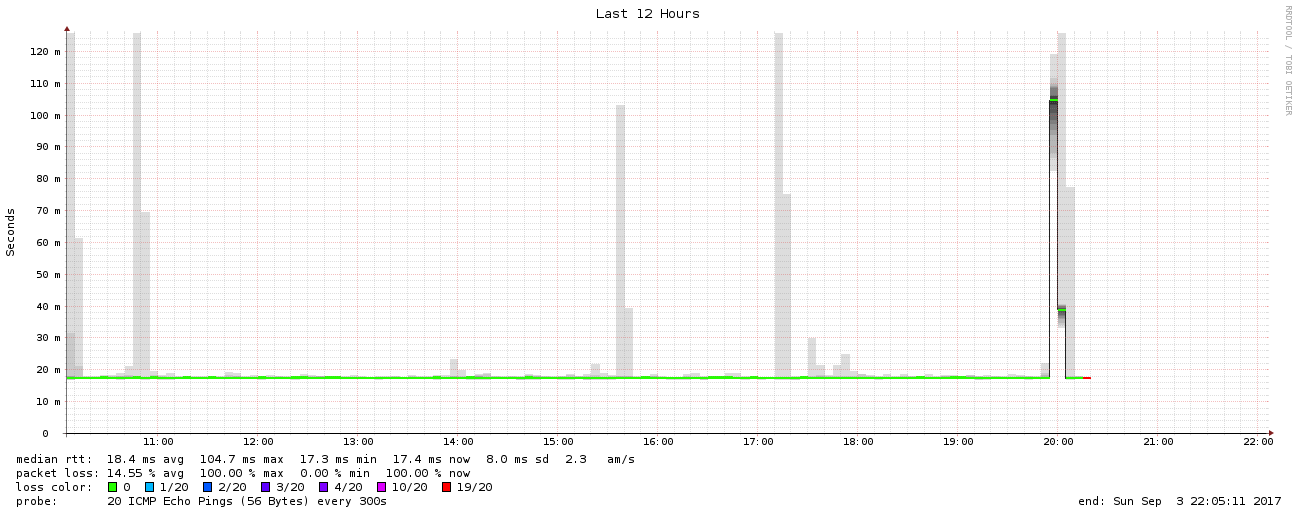 Last 12 Hours
RRDTOOL / TOBI OETIKER
Seconds
120 m
110 m
100 m
90 m
80 m
70 m
60 m
50 m
40 m
30 m
20 m
10 m
0
11:00 12:00 13:00 14:00 15:00 16:00 17:00 18:00 19:00 20:00 21:00 22:00
median rtt: 18.4 ms avg 104.7 ms max 17.3 ms min 17.4 ms now 8.0 ms sd 2.3 am/s
packet loss: 14.55 % avg 100.00 % max 0.00 % min 100.00 % now
loss color: 0 1/20 2/20 3/20 4/20 10/20 19/20
probe: 20 ICMP Echo Pings (56 Bytes) every 300s end: Sun Sep 3 22:05:11 2017